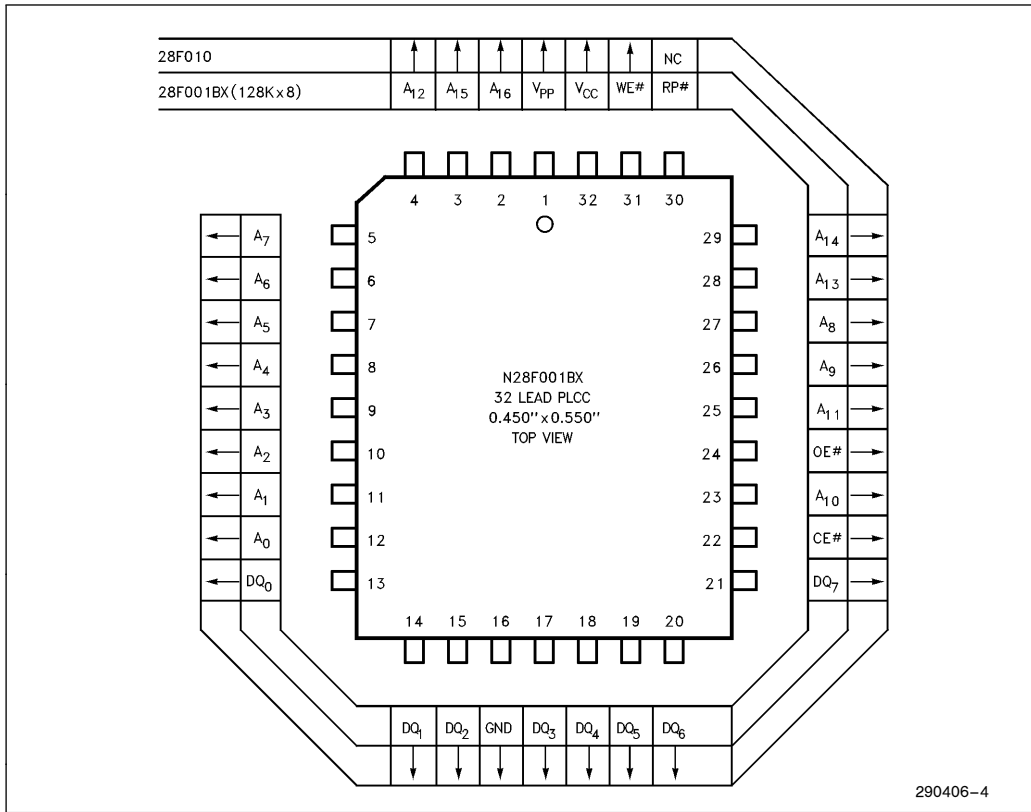 28F010 NC
28F001BX(128Kx8) A12 A15 A16 VPP VCC WE# RP#
4 3 2 1 32 31 30
A7 5 29 A14
A6 6 28 A13
A5 7 27 A8
A4 8 26 A9
A3 9 25 A11
A2 10 24 OE#
A1 11 23 A10
A0 12 22 CE#
DQ0 13 21 DQ7
N28F001BX
32 LEAD PLCC
0.450" x 0.550"
TOP VIEW
14 15 16 17 18 19 20
DQ1 DQ2 GND DQ3 DQ4 DQ5 DQ6
290406-4